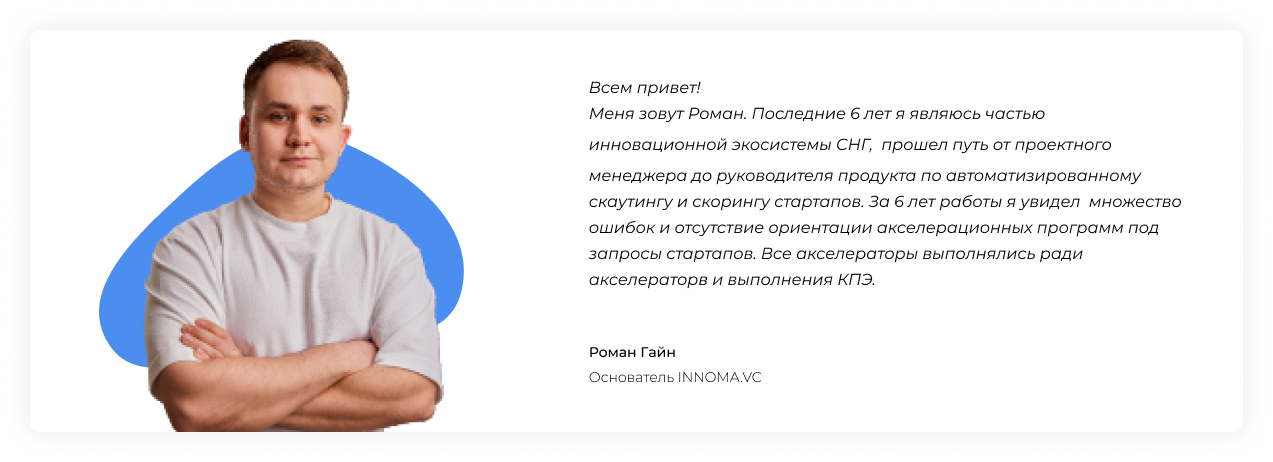 Всем привет!
Меня зовут Роман. Последние 6 лет я являюсь частью
инновационной экосистемы СНГ,  прошел путь от проектного
менеджера до руководителя продукта по автоматизированному
скаутингу и скорингу стартапов. За 6 лет работы я увидел  множество
ошибок и отсутствие ориентации акселерационных программ под
запросы стартапов. Все акселераторы выполнялись ради
акселераторв и выполнения КПЭ.
Роман Гайн
Основатель INNOMA.VC